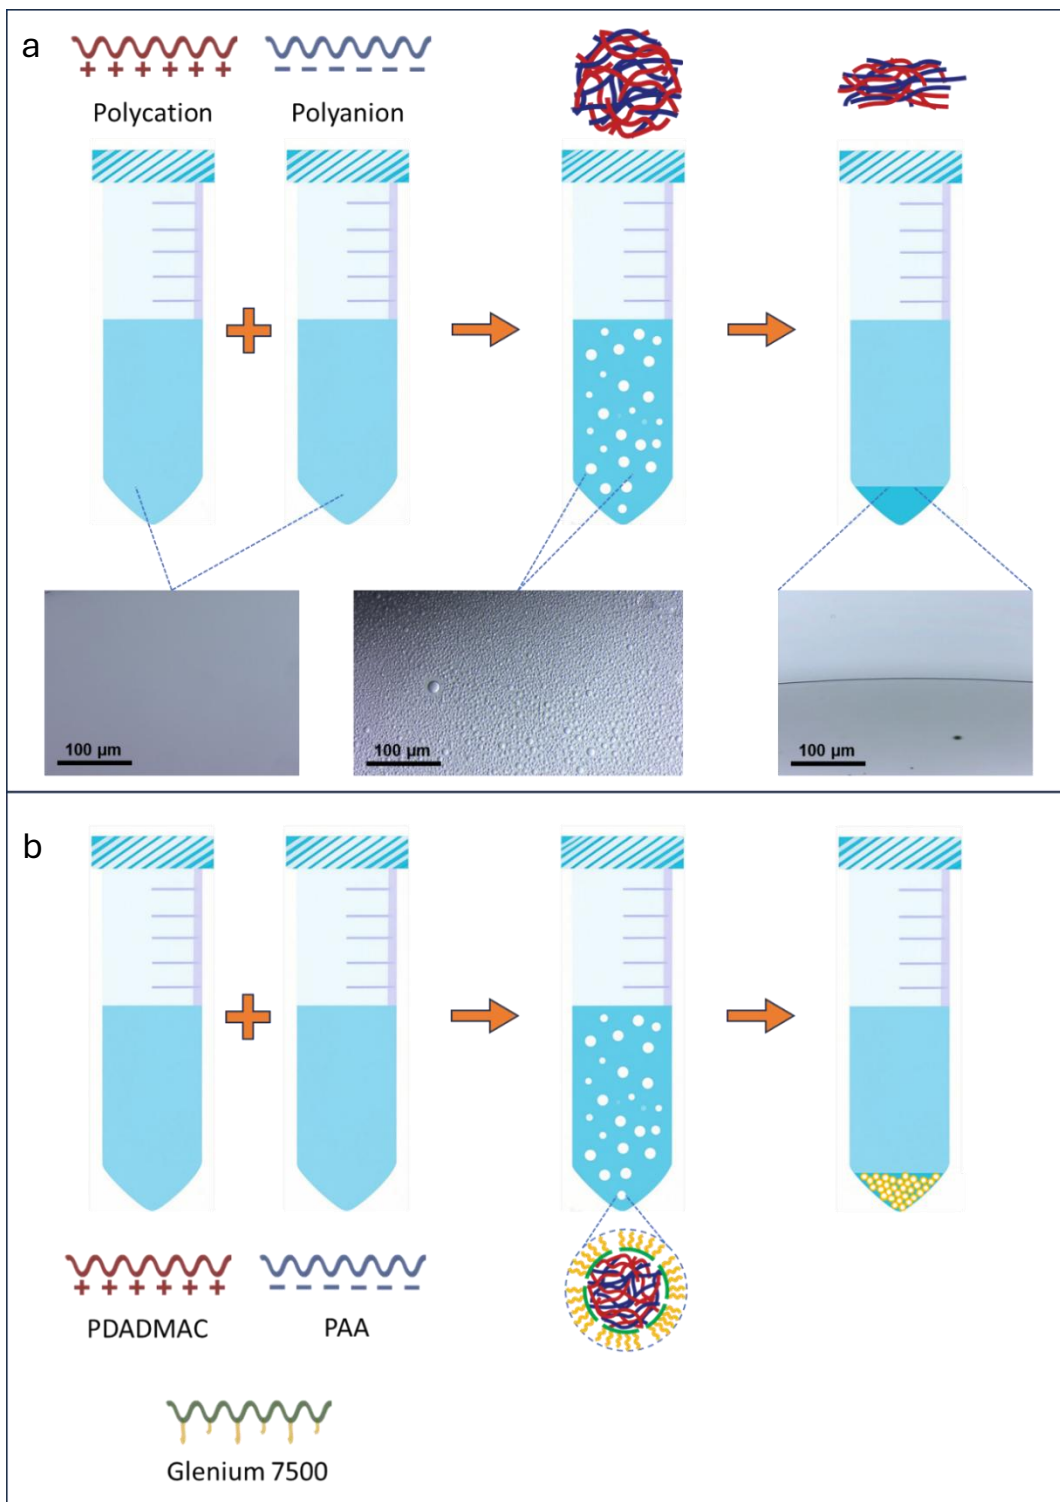 a
+ + + + + +
− − − − − −
Polycation
Polyanion
100 µm
100 µm
100 µm
b
+ + + + + +
− − − − − −
PDADMAC
PAA
Glenium 7500